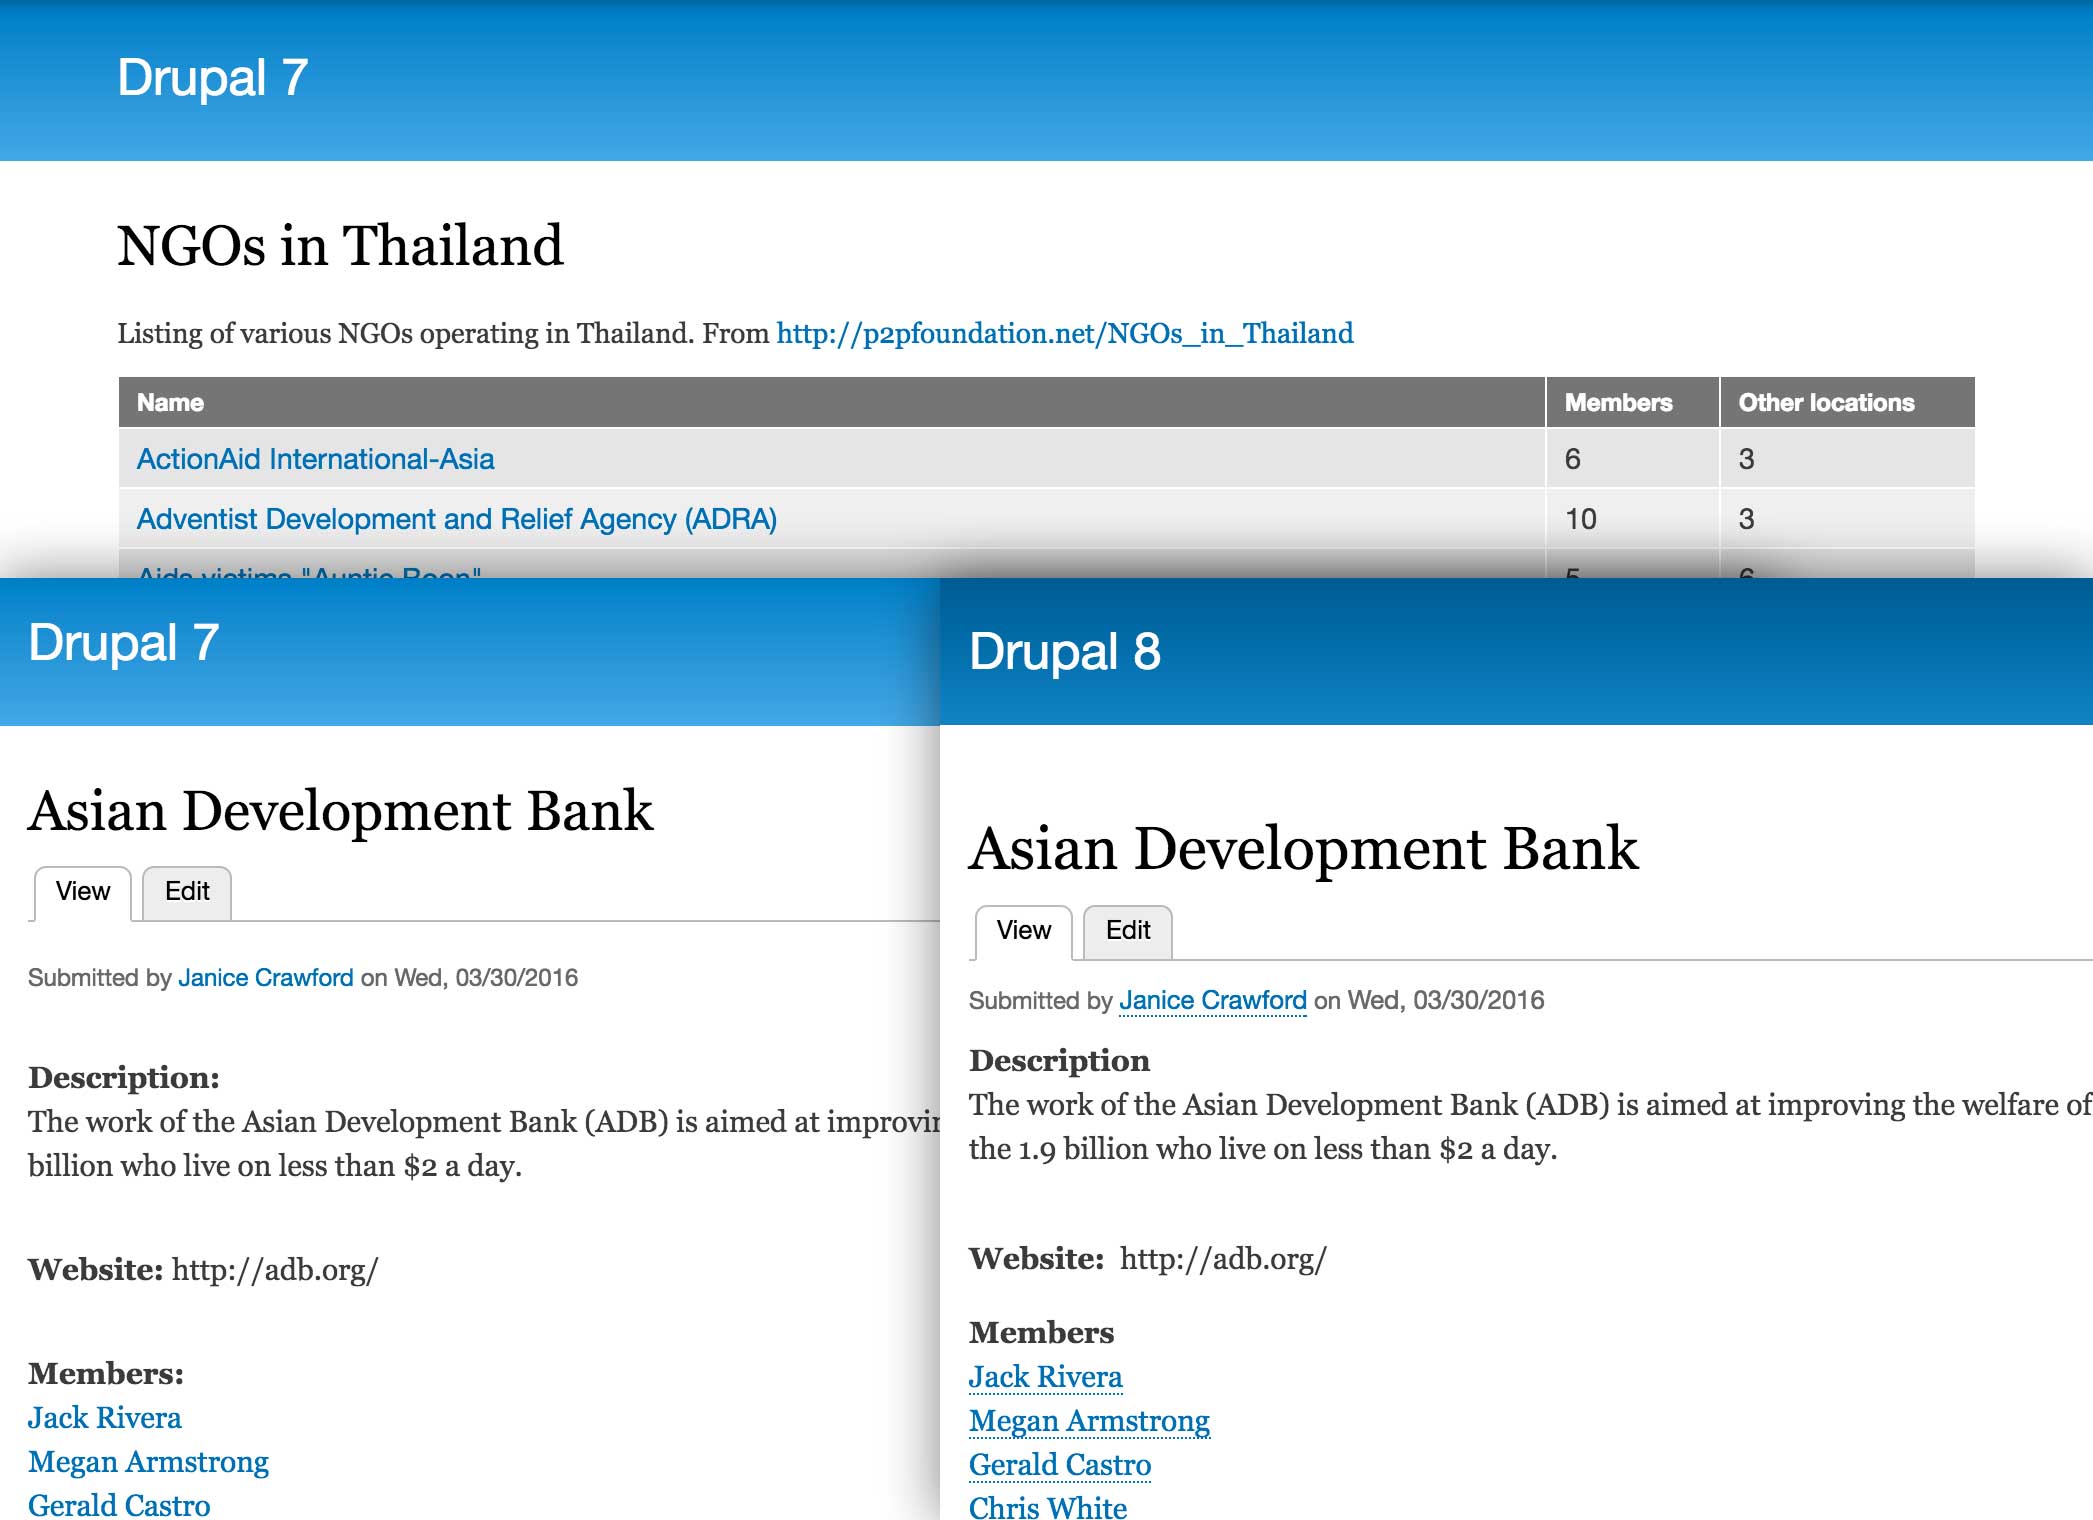 Drupal 7
NGOs in Thailand
Listing of various NGOs operating in Thailand. From http://p2pfoundation.net/NGOs_in_Thailand
Name Members Other locations
ActionAid International-Asia 6 3
Adventist Development and Relief Agency (ADRA) 10 3
Aids victims "Auntie Boon" 5 6
Drupal 7
Asian Development Bank
View Edit
Submitted by Janice Crawford on Wed, 03/30/2016
Description:
The work of the Asian Development Bank (ADB) is aimed at
billion who live on less than $2 a day.
Website: http://adb.org/
Members:
Jack Rivera
Megan Armstrong
Gerald Castro
Drupal 8
Asian Development Bank
View Edit
Submitted by Janice Crawford on Wed, 03/30/2016
Description
The work of the Asian Development Bank (ADB) is aimed at improving the welfare of
the 1.9 billion who live on less than $2 a day.
Website: http://adb.org/
Members
Jack Rivera
Megan Armstrong
Gerald Castro
Chris White